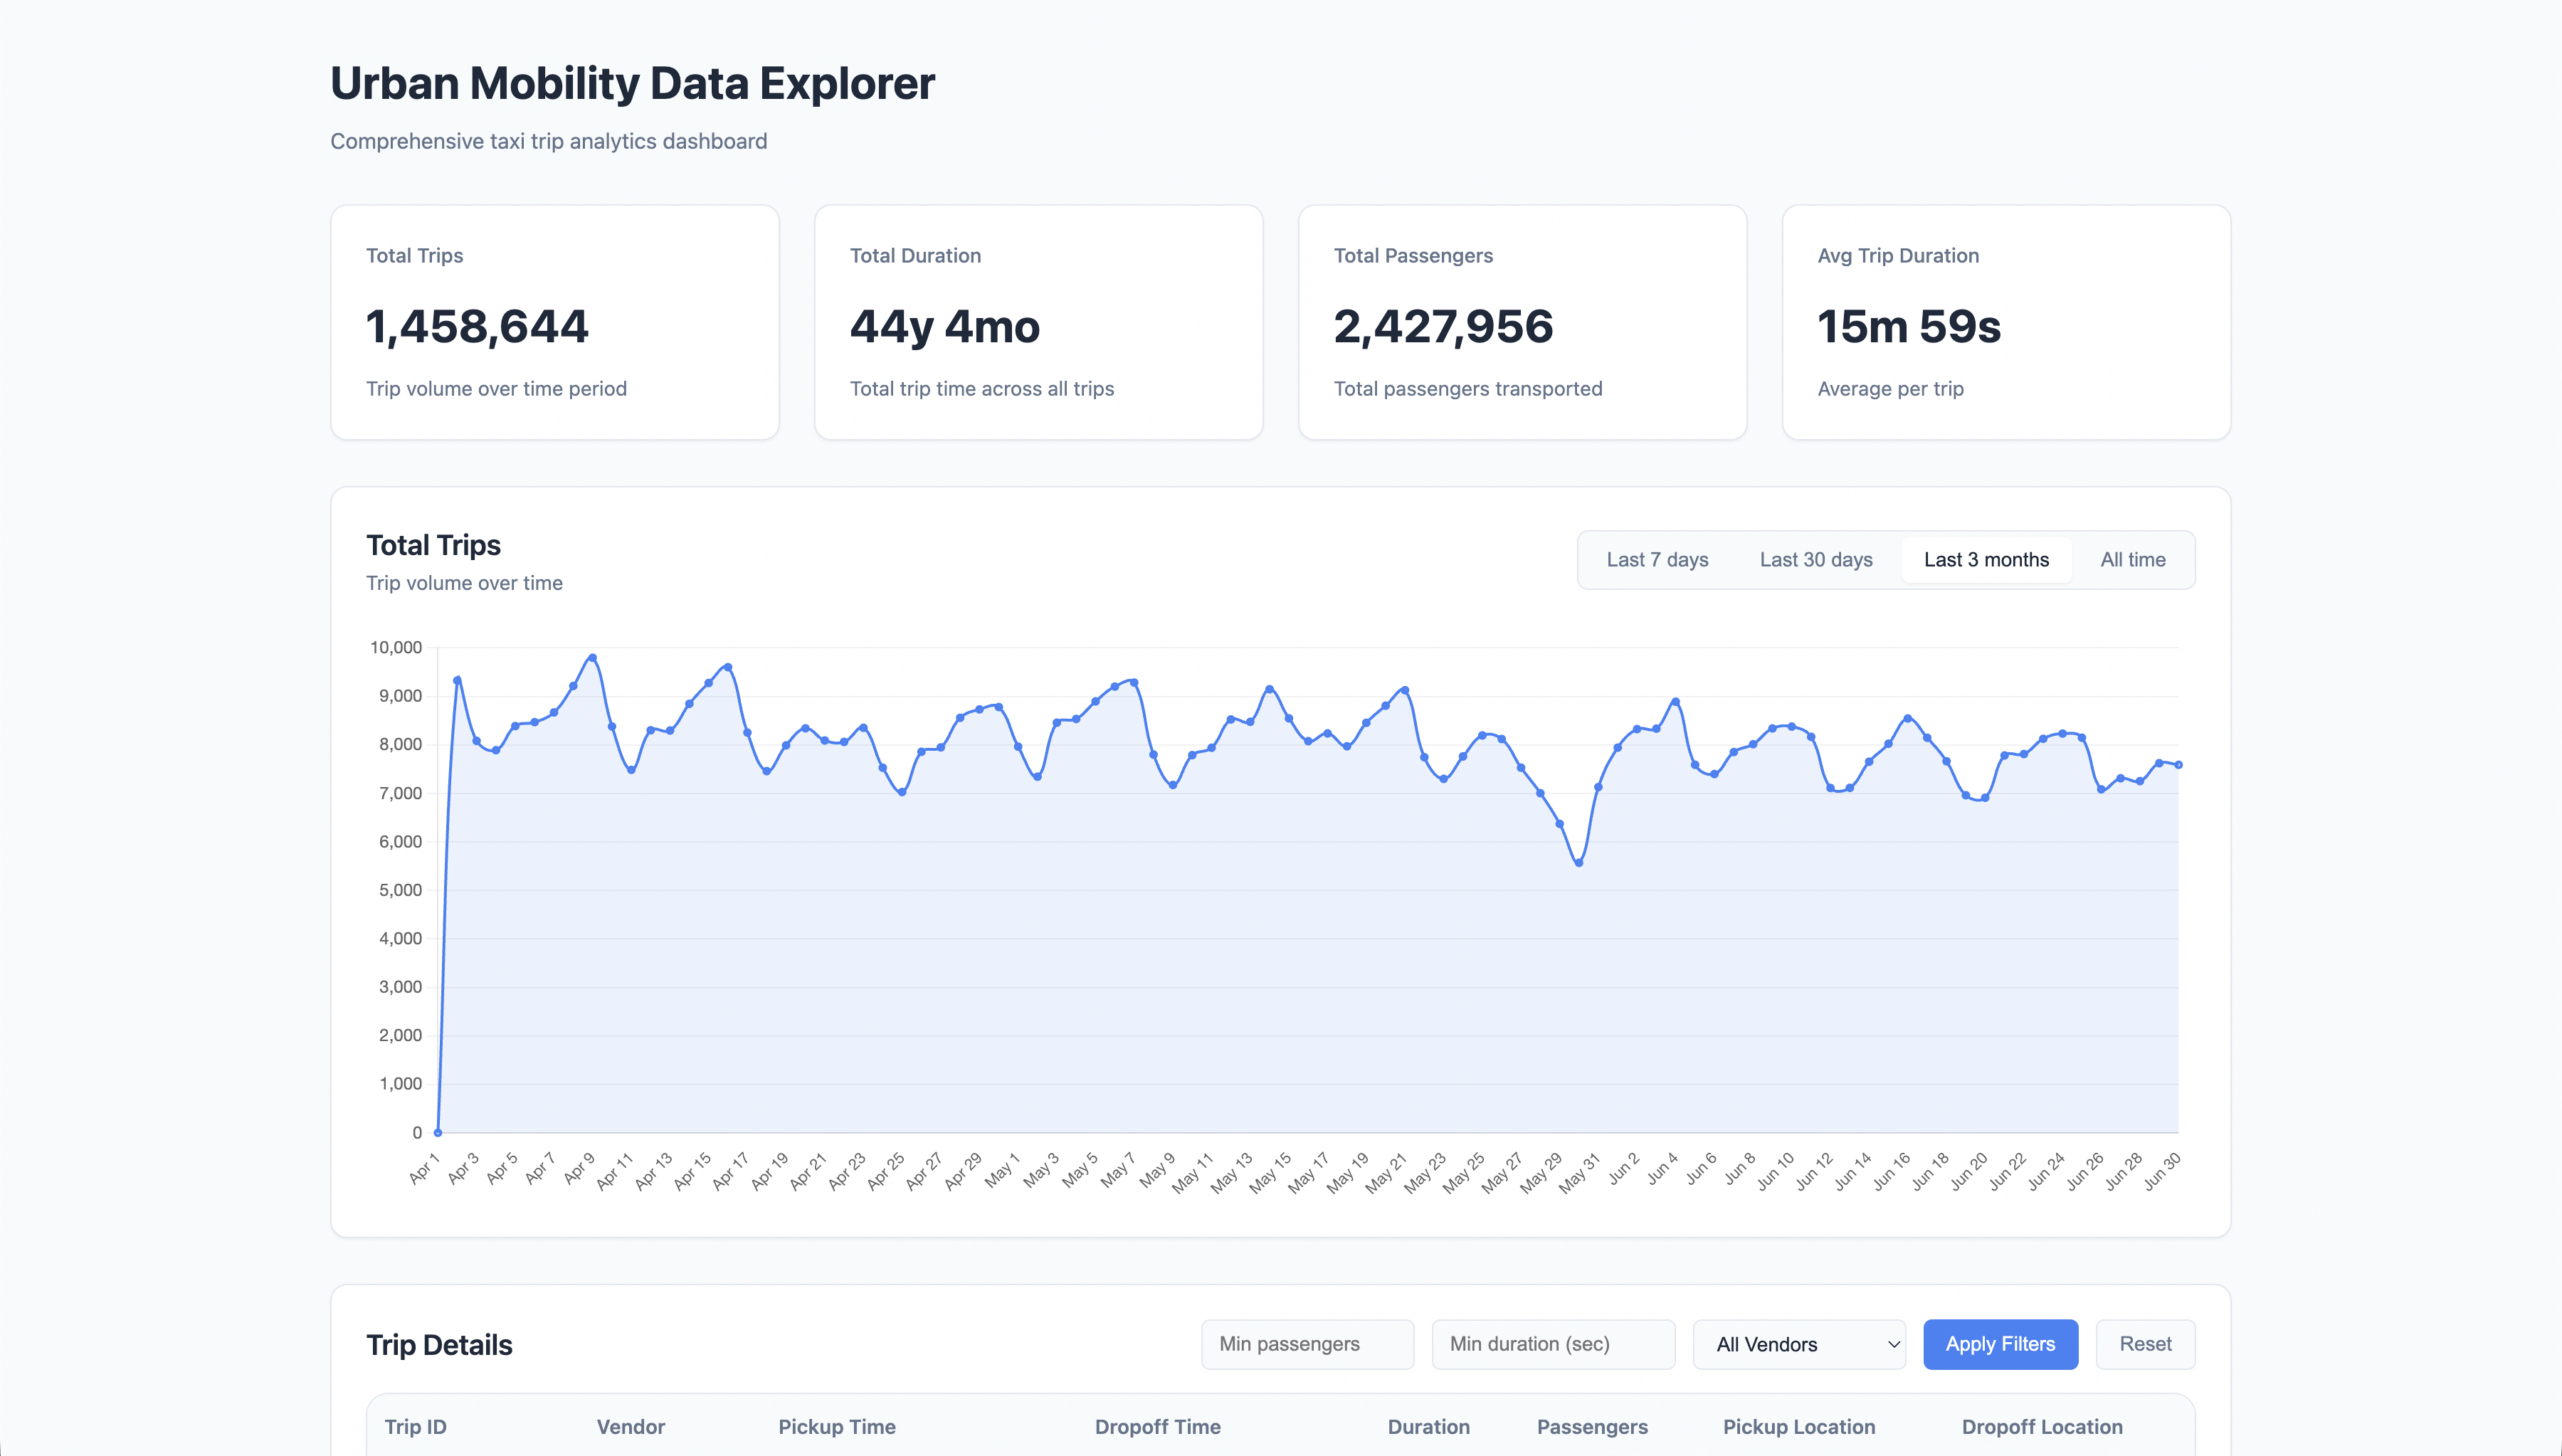 Urban Mobility Data Explorer
Comprehensive taxi trip analytics dashboard
Total Trips
1,458,644
Trip volume over time period
Total Duration
44y 4mo
Total trip time across all trips
Total Passengers
2,427,956
Total passengers transported
Avg Trip Duration
15m 59s
Average per trip
Total Trips
Trip volume over time
Last 7 days Last 30 days Last 3 months All time
10,000
9,000
8,000
7,000
6,000
5,000
4,000
3,000
2,000
1,000
0
Apr 1 Apr 3 Apr 5 Apr 7 Apr 9 Apr 11 Apr 13 Apr 15 Apr 17 Apr 19 Apr 21 Apr 23 Apr 25 Apr 27 Apr 29 May 1 May 3 May 5 May 7 May 9 May 11 May 13 May 15 May 17 May 19 May 21 May 23 May 25 May 27 May 29 May 31 Jun 2 Jun 4 Jun 6 Jun 8 Jun 10 Jun 12 Jun 14 Jun 16 Jun 18 Jun 20 Jun 22 Jun 24 Jun 26 Jun 28 Jun 30
Trip Details
Min passengers Min duration (sec) All Vendors Apply Filters Reset
Trip ID Vendor Pickup Time Dropoff Time Duration Passengers Pickup Location Dropoff Location